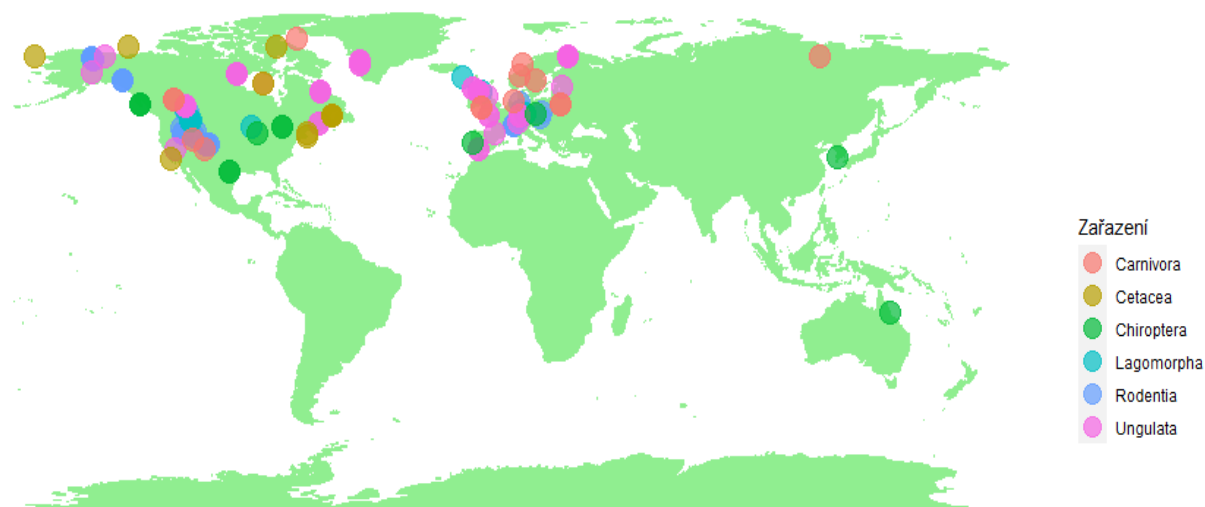 Zařazení
Carnivora
Cetacea
Chiroptera
Lagomorpha
Rodentia
Ungulata